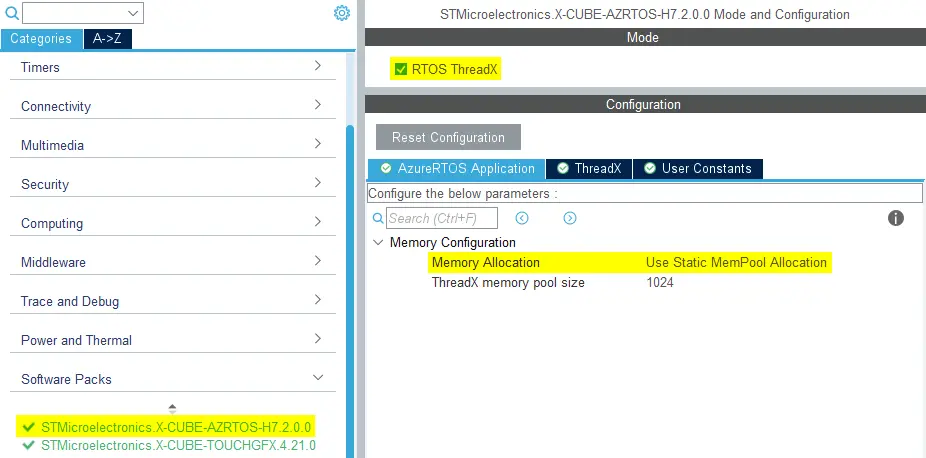 Categories
A->Z
Timers
Connectivity
Multimedia
Security
Computing
Middleware
Trace and Debug
Power and Thermal
Software Packs
STMicroelectronics.X-CUBE-AZRTOS-H7.2.0.0
STMicroelectronics.X-CUBE-TOUCHGFX.4.21.0
STMicroelectronics.X-CUBE-AZRTOS-H7.2.0.0 Mode and Configuration
Mode
RTOS ThreadX
Configuration
Reset Configuration
AzureRTOS Application
ThreadX
User Constants
Configure the below parameters :
Search (Ctrl+F)
Memory Configuration
Memory Allocation Use Static MemPool Allocation
ThreadX memory pool size 1024